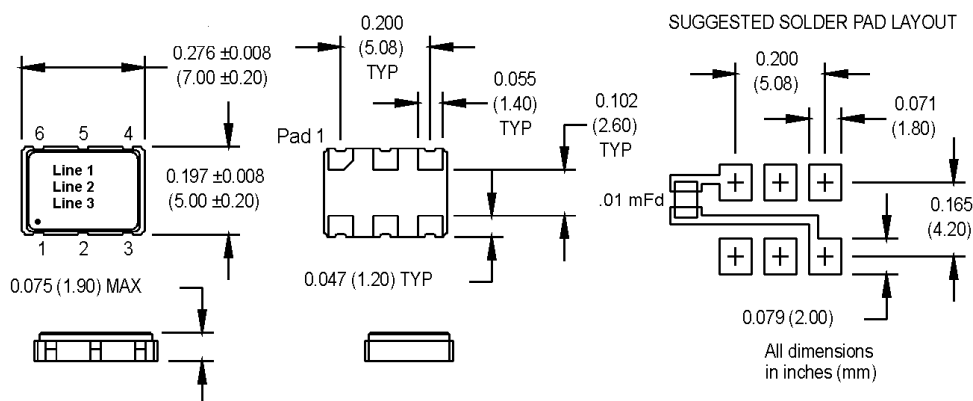 0.276 ±0.008
(7.00 ±0.20)
6 5 4
Line 1
Line 2
Line 3
1 2 3
0.197 ±0.008
(5.00 ±0.20)
0.075 (1.90) MAX
0.200
(5.08)
TYP
0.055
(1.40)
TYP
0.102
(2.60)
TYP
Pad 1
0.047 (1.20) TYP
SUGGESTED SOLDER PAD LAYOUT
0.200
(5.08)
0.071
(1.80)
.01 mFd
0.165
(4.20)
0.079 (2.00)
All dimensions
in inches (mm)